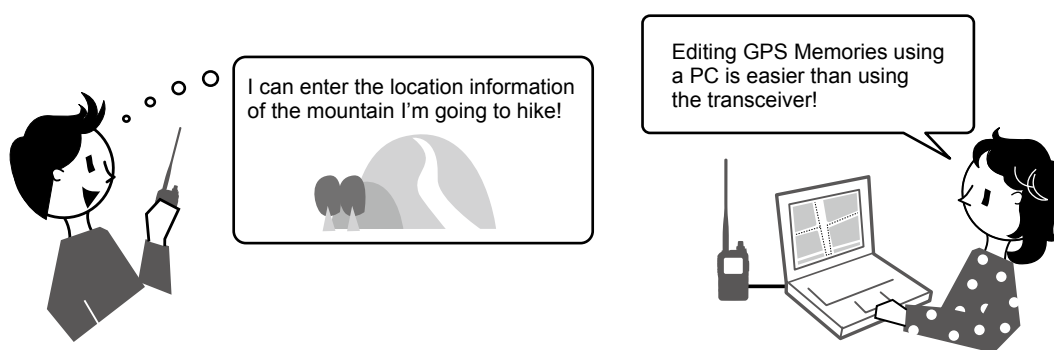 I can enter the location information
of the mountain I’m going to hike!
Editing GPS Memories using
a PC is easier than using
the transceiver!